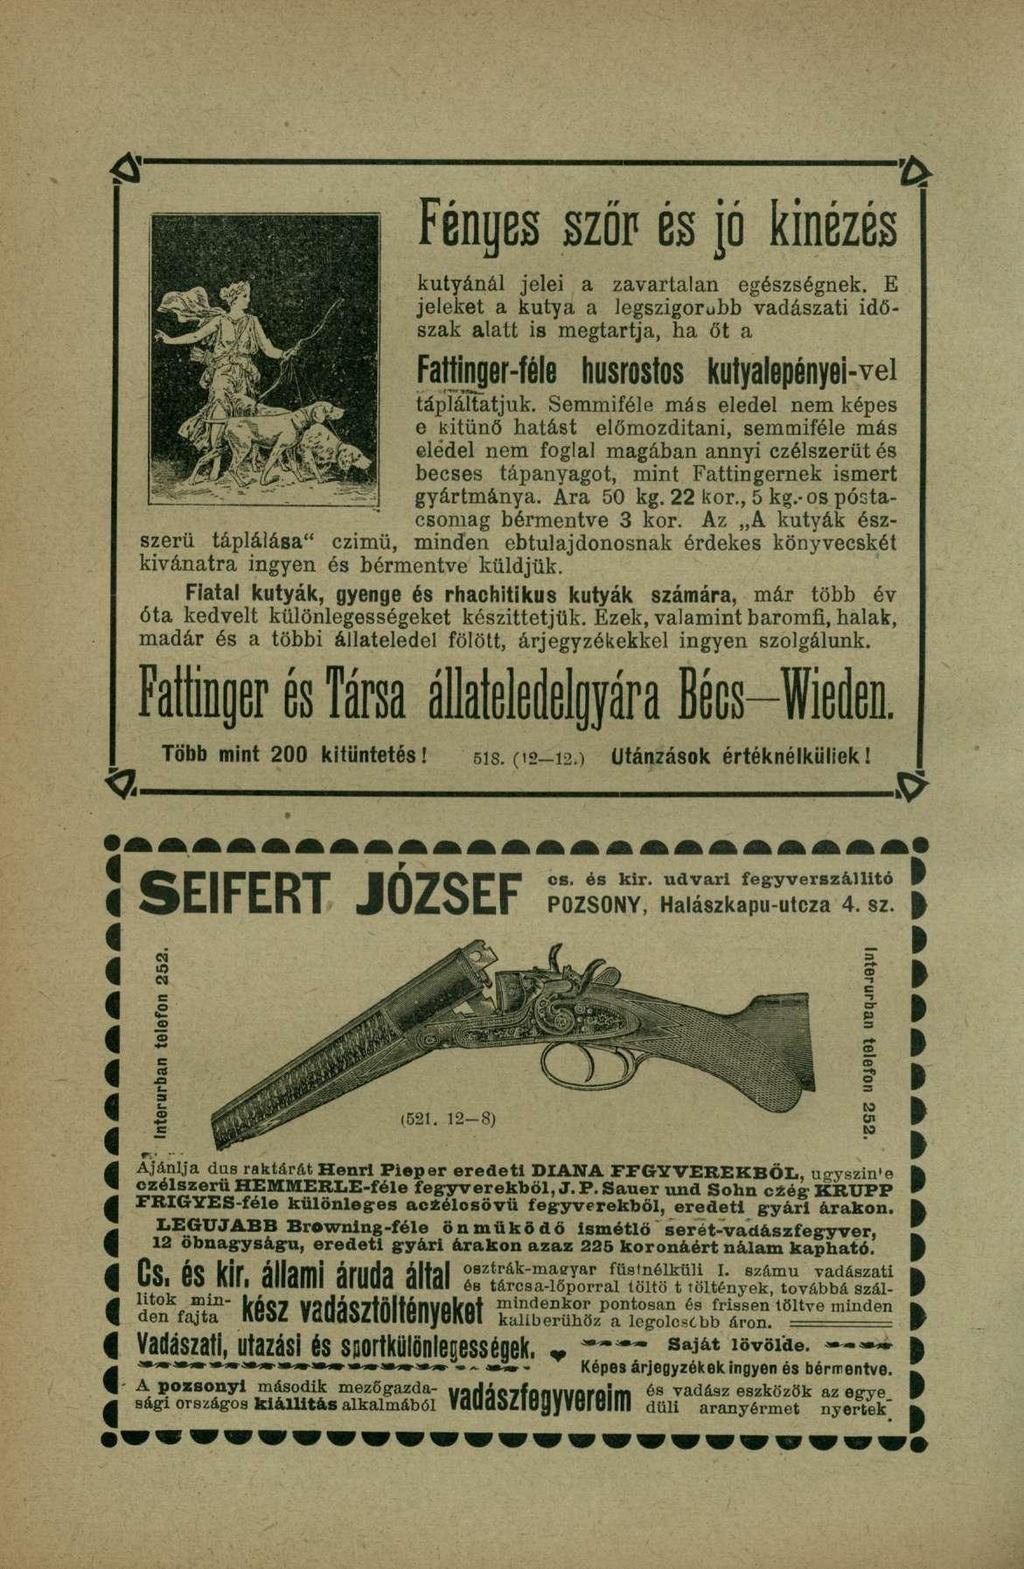 Fényes szőr és jó kinézés
kutyánál jelei a zavartalan egészségnek. E
jeleket a kutya a legszigorubb vadászati idő-
szak alatt is megtartja, ha őt a
Fattinger-féle husrostos kutyalepényei-vel
tápláltatjuk. Semmiféle más eledel nem képes
e kitünő hatást előmozditani, semmiféle más
eledel nem foglal magában annyi czélszerüt és
becses tápanyagot, mint Fattingernek ismert
gyártmánya. Ára 50 kg. 22 kor., 5 kg.-os pósta-
csomag bérmentve 3 kor. Az „A kutyák ész-
szerü táplálása“ czimü, minden ebtulajdonosnak érdekes könyvecskét
kivánatra ingyen és bérmentve küldjük.
Fiatal kutyák, gyenge és rhachitikus kutyák számára, már több év
óta kedvelt különlegességeket készittetjük. Ezek, valamint baromfi, halak,
madár és a többi állateledel fölött, árjegyzékekkel ingyen szolgálunk.
Fattinger és Társa állateledelgyára Bécs—Wieden.
Több mint 200 kitüntetés! 518. (12—12.) Utánzások értéknélküliek!
SEIFERT JÓZSEF cs. és kir. udvari fegyverszállitó
POZSONY, Halászkapu-utcza 4. sz.
Interurban telefon 252.
Interurban telefon 252.
(521. 12—8)
Ajánlja dus raktárát Henri Pieper eredeti DIANA FEGYVEREKBŐL, ugyszin'e
czélszerü HEMMERLE-féle fegyverekből, J. P. Sauer und Sohn czég KRUPP
FRIGYES-féle különleges aczélosövü fegyverekből, eredeti gyári árakon.
LEGUJABB Browning-féle önmüködő ismétlő serét-vadászfegyver,
12 öbnagyságu, eredeti gyári árakon azaz 225 koronáért nálam kapható.
Cs. és kir. állami áruda által osztrák-magyar füstnélküli I. számu vadászati
és tárcsa-lőporral töltö t töltények, továbbá szál-
litok min-
den fajta kész vadásztöltényeket mindenkor pontosan és frissen töltve minden
kaliberühöz a legolcsóbb áron.
Vadászati, utazási és sportkülönlegességek. Saját lövölde.
Képes árjegyzékek ingyen és bérmentve.
A pozsonyi második mezőgazda-
sági országos kiállitás alkalmából vadászfegyvereim és vadász eszközök az egye-
düli aranyérmet nyertek.